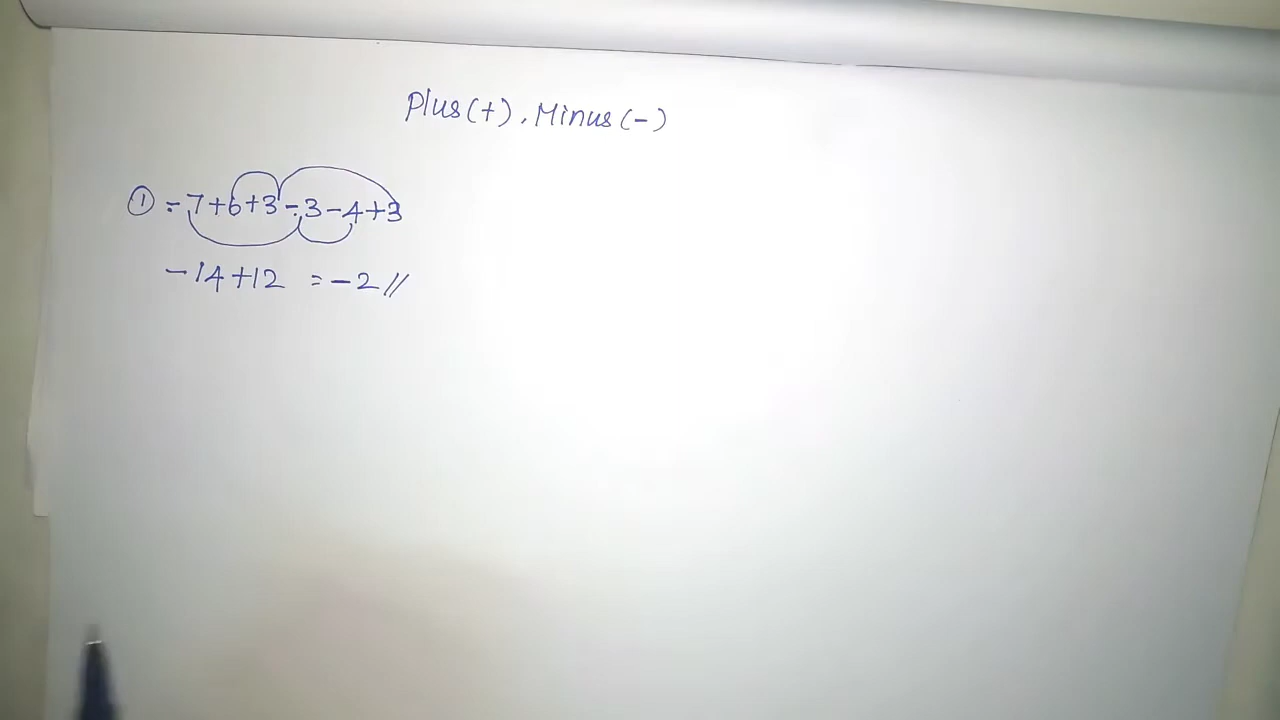 Plus(+), Minus(-)
① -7+6+3-3-4+3
-14+12 =-2//